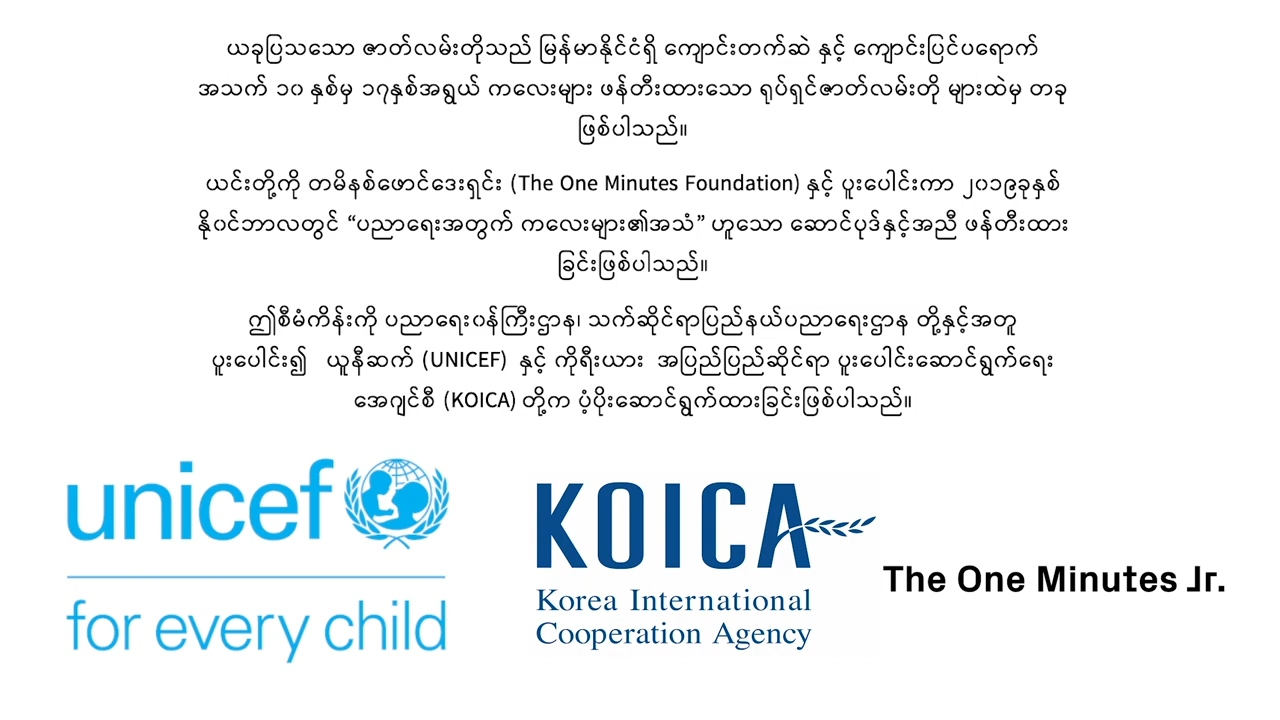 ယခုပြသသော ဇာတ်လမ်းတိုသည် မြန်မာနိုင်ငံရှိ ကျောင်းတက်ဆဲ နှင့် ကျောင်းပြင်ပရောက်
အသက် ၁၀ နှစ်မှ ၁၇နှစ်အရွယ် ကလေးများ ဖန်တီးထားသော ရုပ်ရှင်ဇာတ်လမ်းတို များထဲမှ တခု
ဖြစ်ပါသည်။
ယင်းတို့ကို တမိနစ်ဖောင်ဒေးရှင်း (The One Minutes Foundation) နှင့် ပူးပေါင်းကာ ၂၀၁၉ခုနှစ်
နို၀င်ဘာလတွင် “ပညာရေးအတွက် ကလေးများ၏အသံ” ဟူသော ဆောင်ပုဒ်နှင့်အညီ ဖန်တီးထား
ခြင်းဖြစ်ပါသည်။
ဤစီမံကိန်းကို ပညာရေး၀န်ကြီးဌာန၊ သက်ဆိုင်ရာပြည်နယ်ပညာရေးဌာန တို့နှင့်အတူ
ပူးပေါင်း၍ ယူနီဆက် (UNICEF) နှင့် ကိုရီးယား အပြည်ပြည်ဆိုင်ရာ ပူးပေါင်းဆောင်ရွက်ရေး
အေဂျင်စီ (KOICA) တို့က ပံ့ပိုးဆောင်ရွက်ထားခြင်းဖြစ်ပါသည်။
unicef
for every child
KOICA
Korea International
Cooperation Agency
The One Minutes Jr.